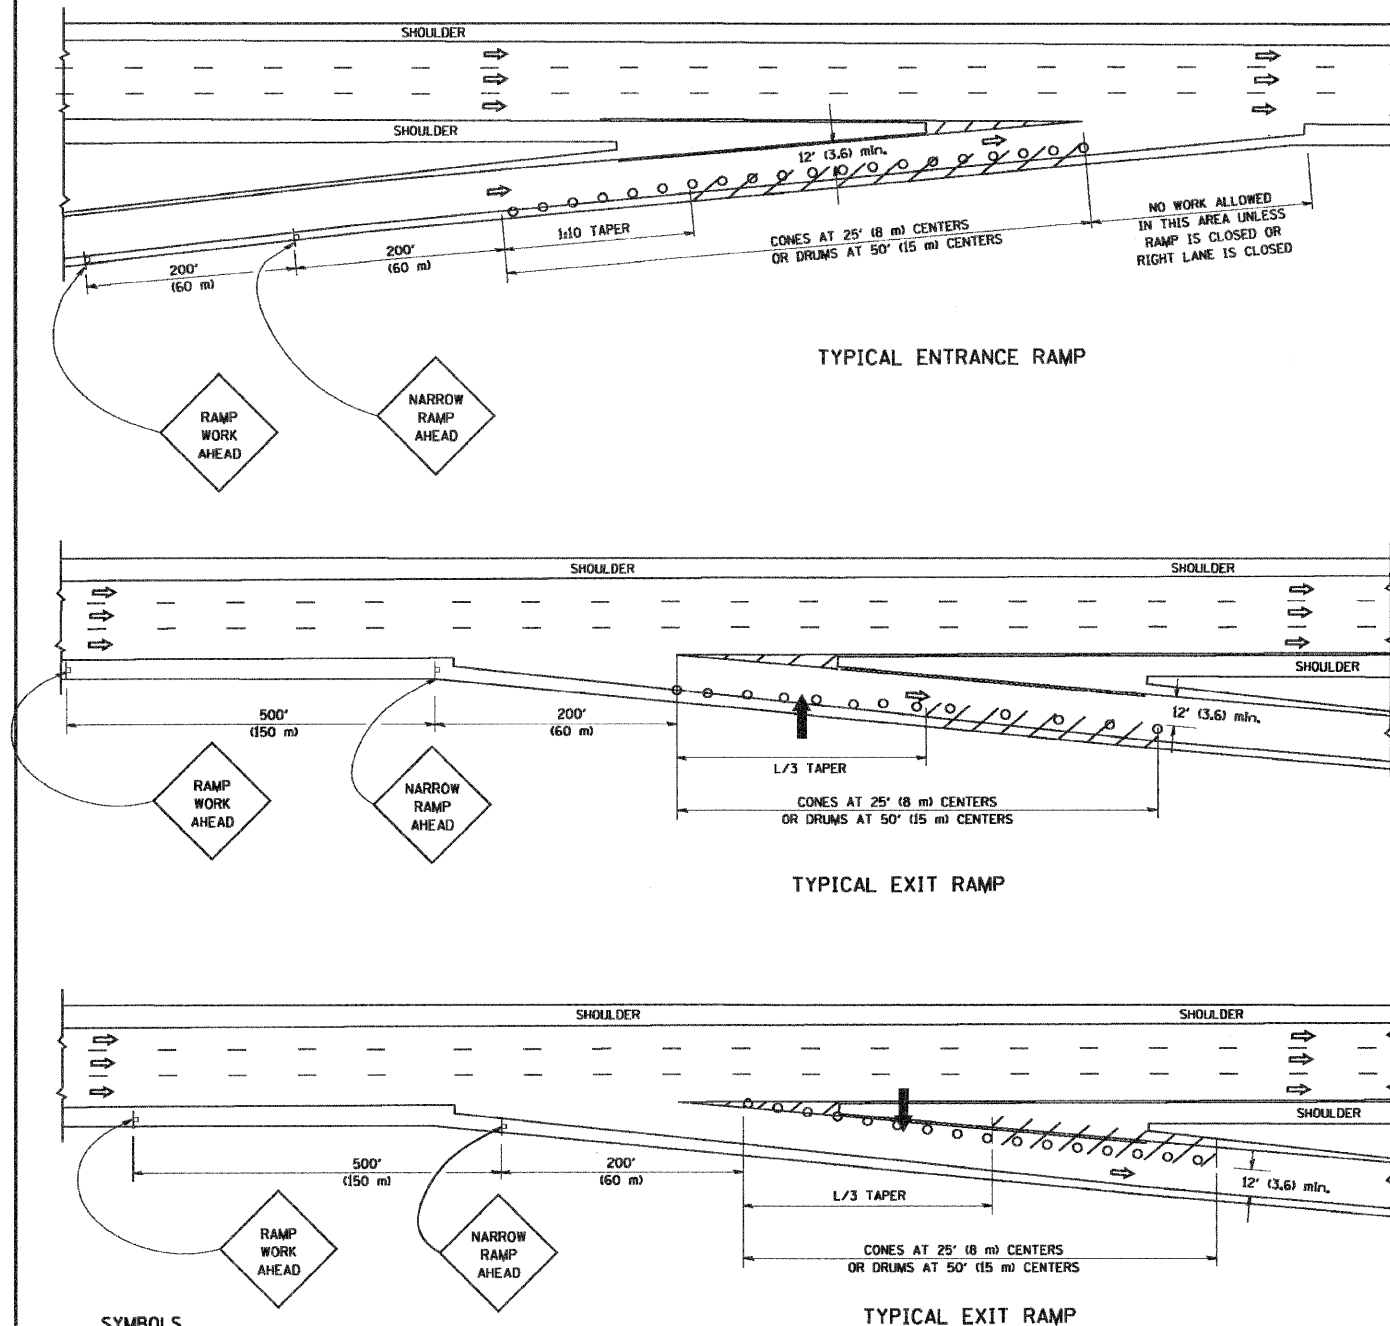 SHOULDER
SHOULDER
12' (3.6) min.
1:10 TAPER
200'
(60 m)
200'
(60 m)
CONES AT 25' (8 m) CENTERS
OR DRUMS AT 50' (15 m) CENTERS
NO WORK ALLOWED
IN THIS AREA UNLESS
RAMP IS CLOSED OR
RIGHT LANE IS CLOSED
TYPICAL ENTRANCE RAMP
RAMP
WORK
AHEAD
NARROW
RAMP
AHEAD
SHOULDER
SHOULDER
SHOULDER
500'
(150 m)
200'
(60 m)
12' (3.6) min.
L/3 TAPER
RAMP
WORK
AHEAD
NARROW
RAMP
AHEAD
CONES AT 25' (8 m) CENTERS
OR DRUMS AT 50' (15 m) CENTERS
TYPICAL EXIT RAMP
SHOULDER
SHOULDER
SHOULDER
500'
(150 m)
200'
(60 m)
12' (3.6) min.
L/3 TAPER
RAMP
WORK
AHEAD
NARROW
RAMP
AHEAD
CONES AT 25' (8 m) CENTERS
OR DRUMS AT 50' (15 m) CENTERS
TYPICAL EXIT RAMP
SYMBOLS